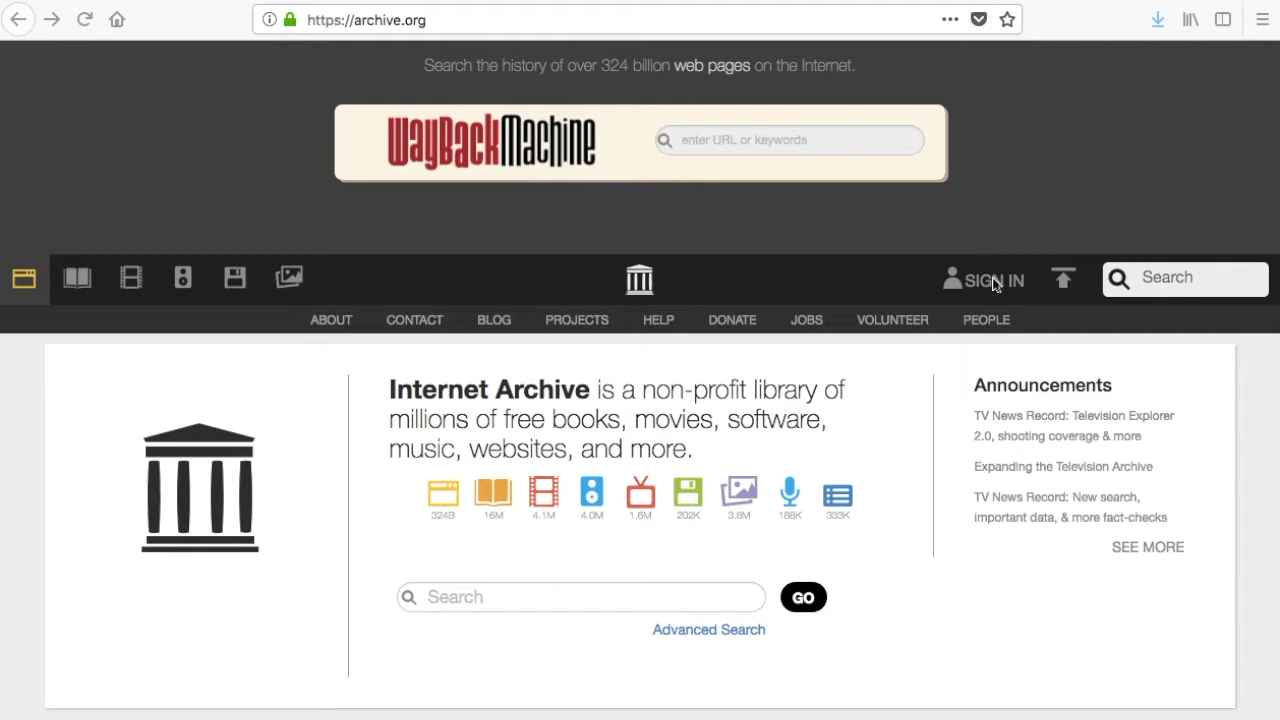 https://archive.org
Search the history of over 324 billion web pages on the Internet.
WayBackMachine
enter URL or keywords
SIGN IN
Search
ABOUT CONTACT BLOG PROJECTS HELP DONATE JOBS VOLUNTEER PEOPLE
Internet Archive is a non-profit library of
millions of free books, movies, software,
music, websites, and more.
324B 16M 4.1M 4.0M 1.6M 202K 3.8M 188K 333K
Search
GO
Advanced Search
Announcements
TV News Record: Television Explorer
2.0, shooting coverage & more
Expanding the Television Archive
TV News Record: New search,
important data, & more fact-checks
SEE MORE